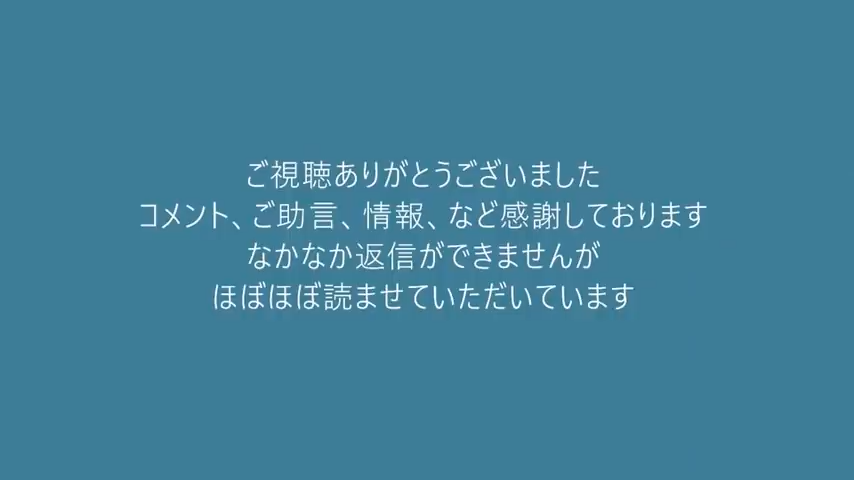 ご視聴ありがとうございました
コメント、ご助言、情報、など感謝しております
なかなか返信ができませんが
ほぼほぼ読ませていただいています